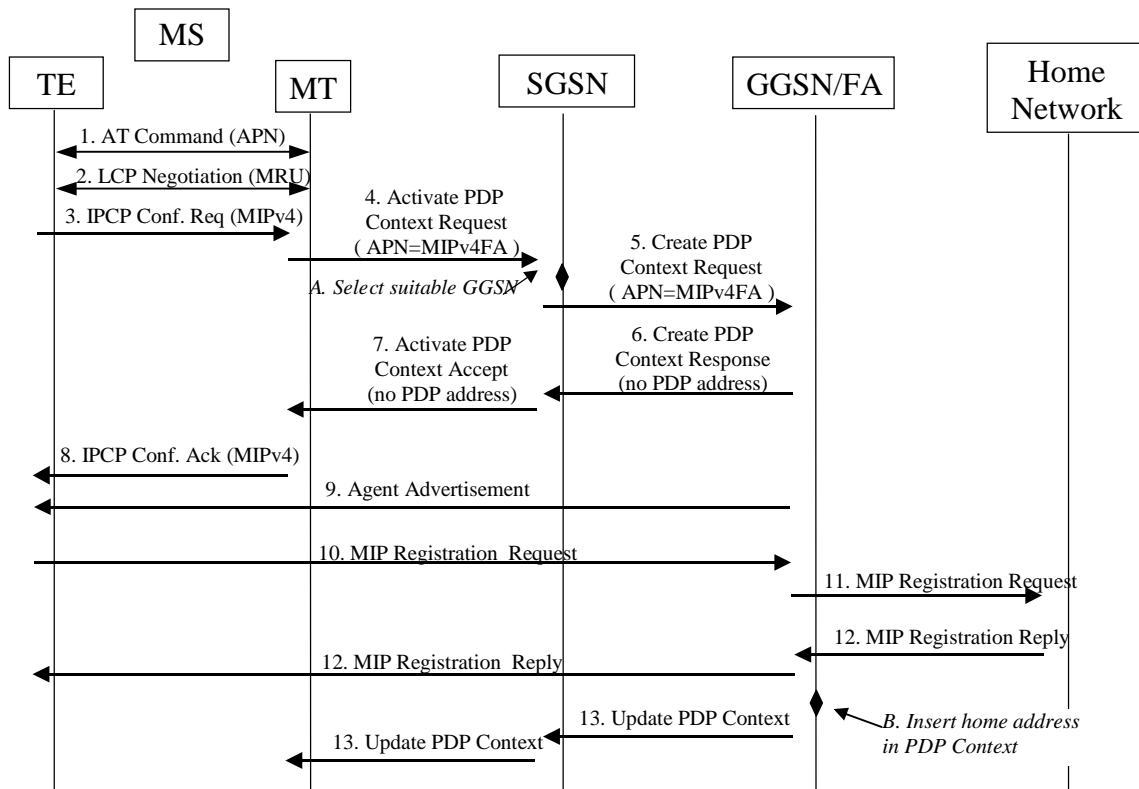 MS
TE
MT
SGSN
GGSN/FA
Home
Network
1. AT Command (APN)
2. LCP Negotiation (MRU)
3. IPCP Conf. Req (MIPv4)
4. Activate PDP
Context Request
( APN=MIPv4FA )
A. Select suitable GGSN
5. Create PDP
Context Request
( APN=MIPv4FA )
6. Create PDP
Context Response
(no PDP address)
7. Activate PDP
Context Accept
(no PDP address)
8. IPCP Conf. Ack (MIPv4)
9. Agent Advertisement
10. MIP Registration Request
11. MIP Registration Request
12. MIP Registration Reply
12. MIP Registration Reply
B. Insert home address
in PDP Context
13. Update PDP Context
13. Update PDP Context